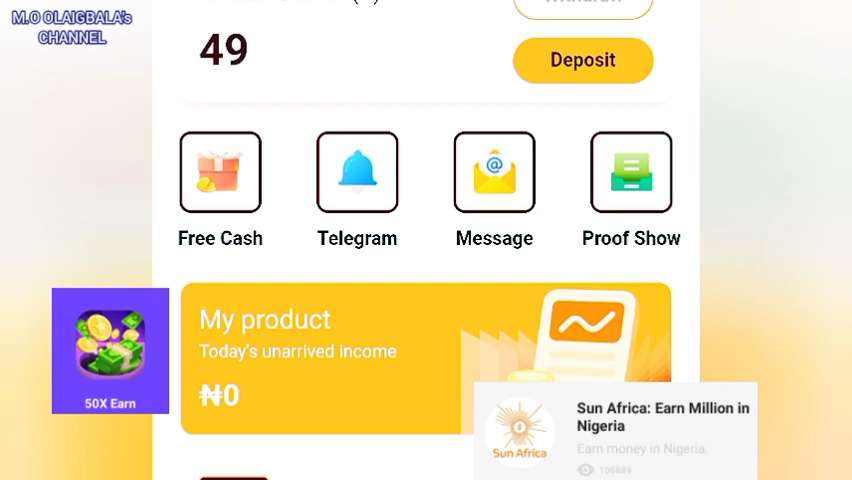 M.O OLAIGBALA's
CHANNEL
49
Deposit
Free Cash
Telegram
Message
Proof Show
My product
Today's unarrived income
₦0
50X Earn
Sun Africa: Earn Million in
Nigeria
Sun Africa
Earn money in Nigeria.
106889